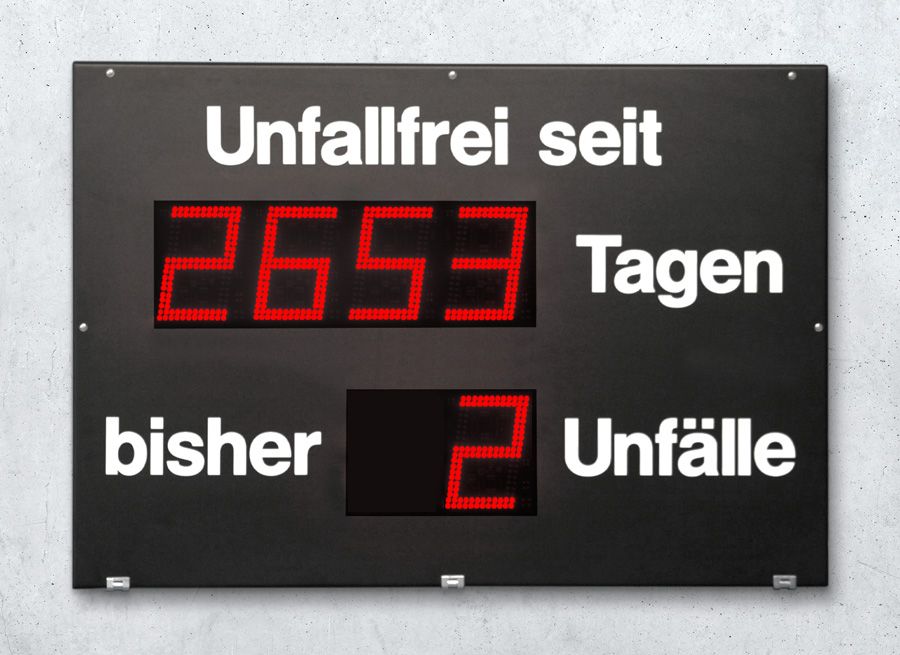 Unfallfrei seit
2653 Tagen
bisher 2 Unfälle